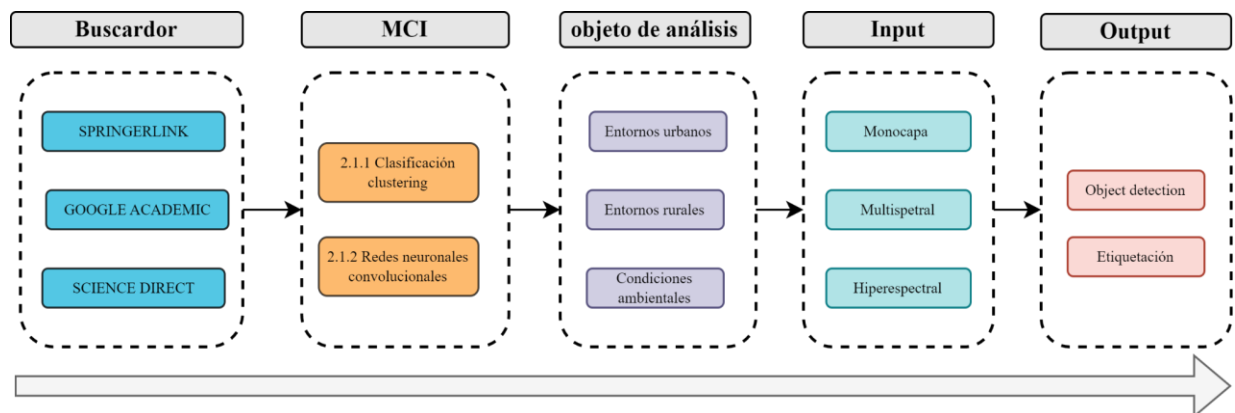 Buscardor
MCI
objeto de análisis
Input
Output
SPRINGERLINK
GOOGLE ACADEMIC
SCIENCE DIRECT
2.1.1 Clasificación
clustering
2.1.2 Redes neuronales
convolucionales
Entornos urbanos
Entornos rurales
Condiciones
ambientales
Monocapa
Multispetral
Hiperespectral
Object detection
Etiquetación